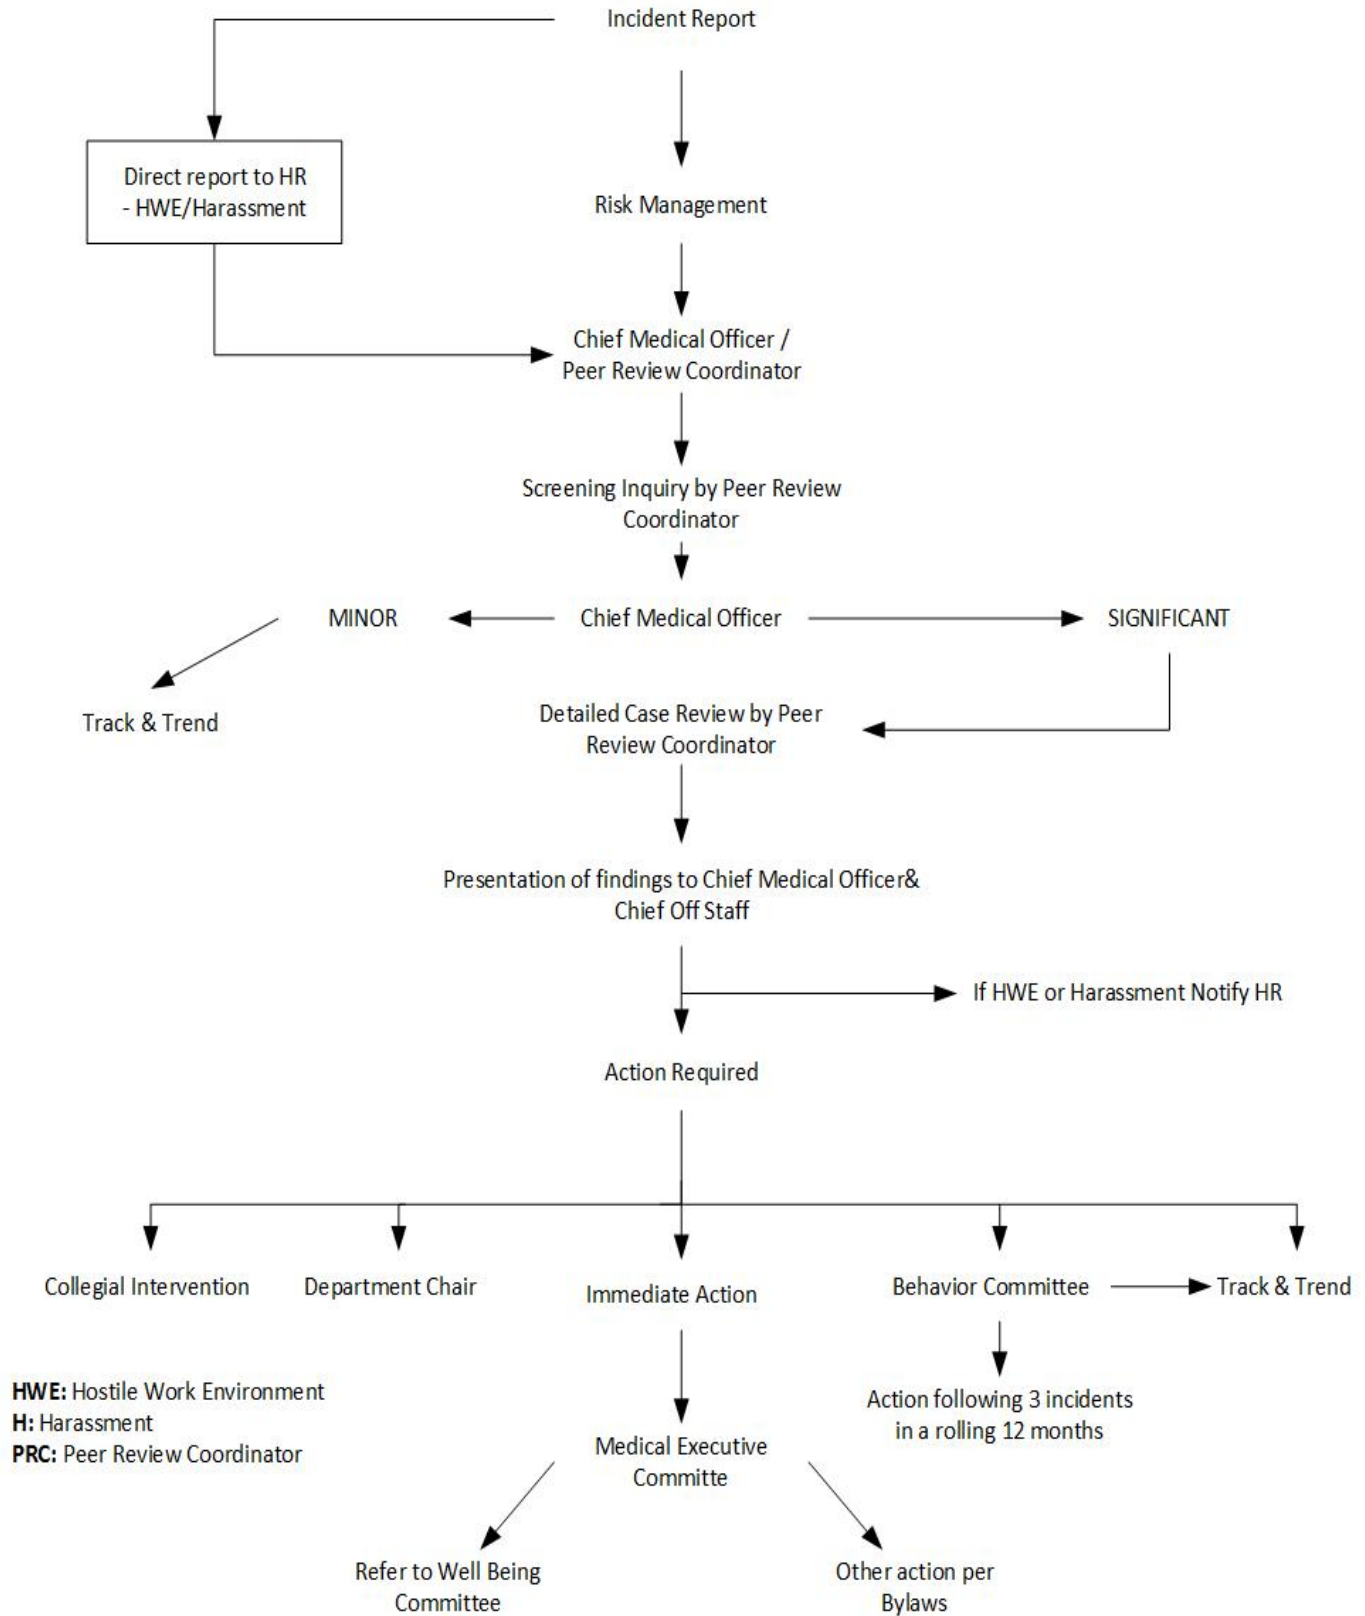 Incident Report
Direct report to HR
- HWE/Harassment
Risk Management
Chief Medical Officer /
Peer Review Coordinator
Screening Inquiry by Peer Review
Coordinator
MINOR
Chief Medical Officer
SIGNIFICANT
Track & Trend
Detailed Case Review by Peer
Review Coordinator
Presentation of findings to Chief Medical Officer&
Chief Off Staff
If HWE or Harassment Notify HR
Action Required
Collegial Intervention
Department Chair
Immediate Action
Behavior Committee
Track & Trend
HWE: Hostile Work Environment
H: Harassment
PRC: Peer Review Coordinator
Action following 3 incidents
in a rolling 12 months
Medical Executive
Committe
Refer to Well Being
Committee
Other action per
Bylaws